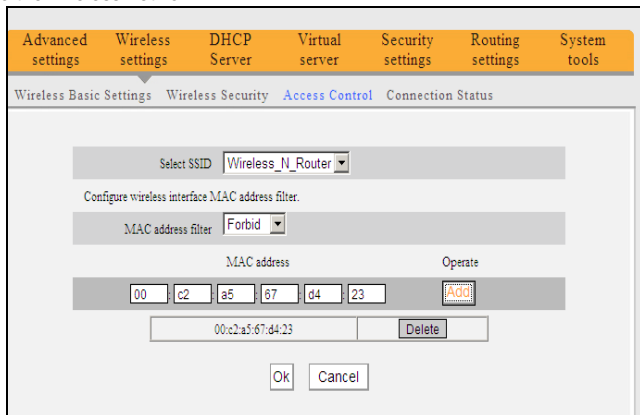 Advanced settings Wireless settings DHCP Server Virtual server Security settings Routing settings System tools
Wireless Basic Settings Wireless Security Access Control Connection Status
Select SSID Wireless_N_Router
Configure wireless interface MAC address filter.
MAC address filter Forbid
MAC address Operate
00 : c2 : a5 : 67 : d4 : 23 Add
00:c2:a5:67:d4:23 Delete
Ok Cancel